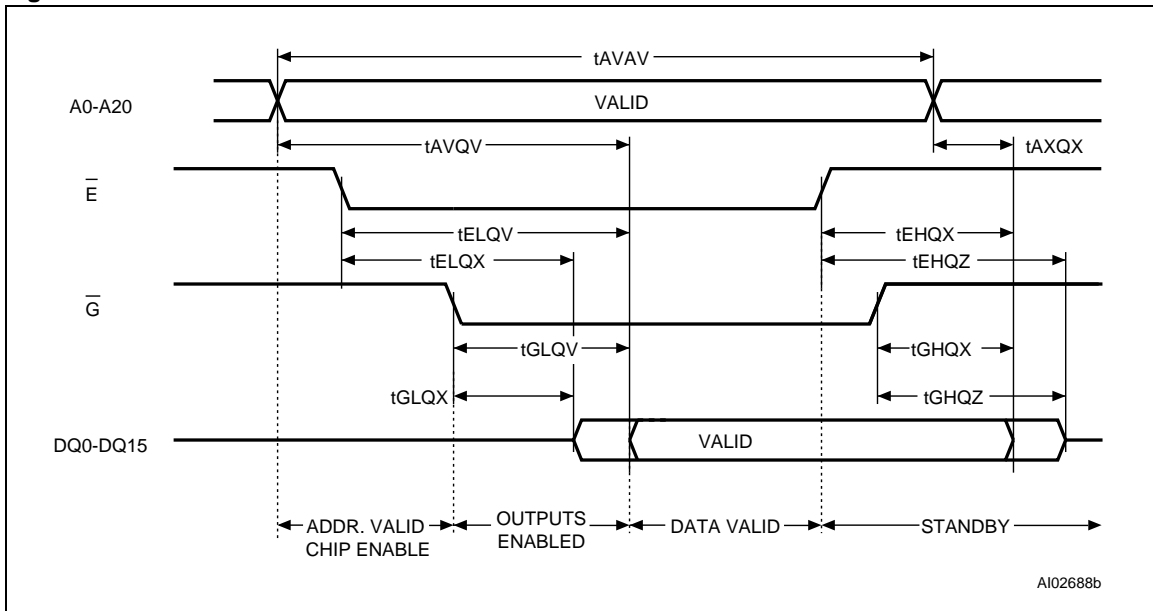 tAVAV
A0-A20
VALID
tAVQV
tAXQX
E
tELQV
tEHQX
tELQX
tEHQZ
G
tGLQV
tGHQX
tGLQX
tGHQZ
DQ0-DQ15
VALID
ADDR. VALID
CHIP ENABLE
OUTPUTS
ENABLED
DATA VALID
STANDBY
AI02688b